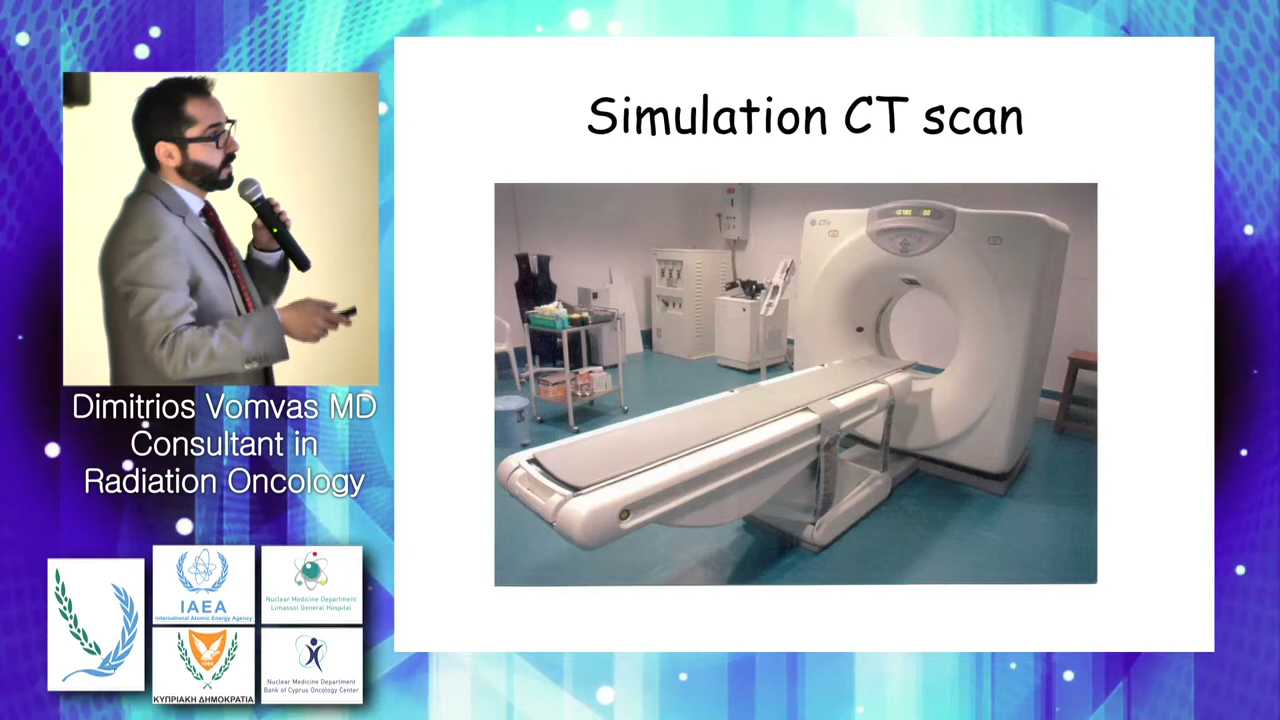 Simulation CT scan
Dimitrios Vomvas MD
Consultant in
Radiation Oncology
IAEA
International Atomic Energy Agency
Nuclear Medicine Department
Limassol General Hospital
ΚΥΠΡΙΑΚΗ ΔΗΜΟΚΡΑΤΙΑ
Nuclear Medicine Department
Bank of Cyprus Oncology Center